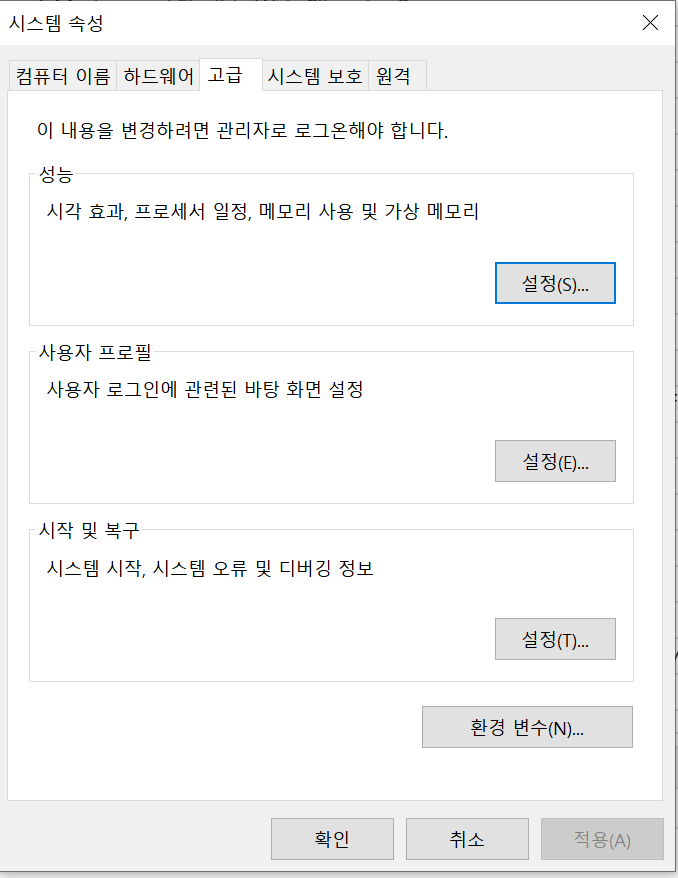 시스템 속성
컴퓨터 이름 하드웨어 고급 시스템 보호 원격
이 내용을 변경하려면 관리자로 로그온해야 합니다.
성능
시각 효과, 프로세서 일정, 메모리 사용 및 가상 메모리
설정(S)...
사용자 프로필
사용자 로그인에 관련된 바탕 화면 설정
설정(E)...
시작 및 복구
시스템 시작, 시스템 오류 및 디버깅 정보
설정(T)...
환경 변수(N)...
확인 취소 적용(A)